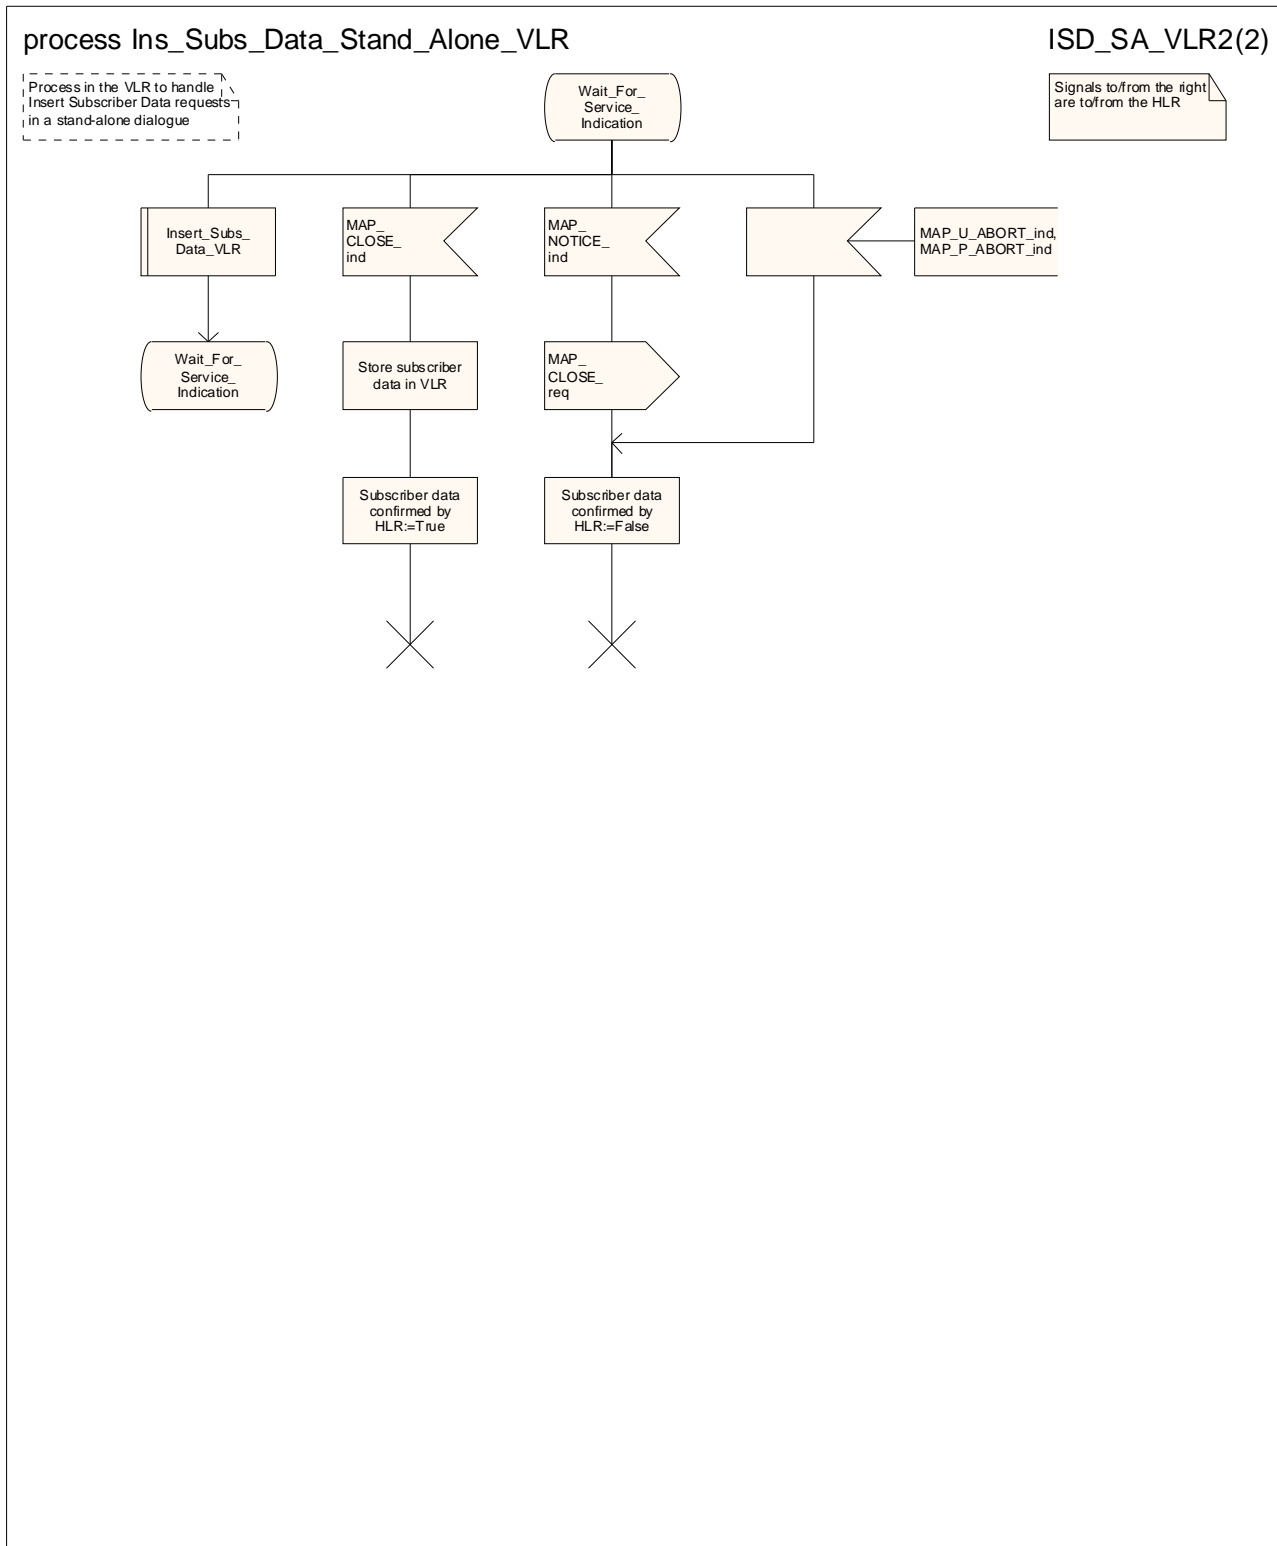 process Ins_Subs_Data_Stand_Alone_VLR
ISD_SA_VLR2(2)
Process in the VLR to handle
Insert Subscriber Data requests
in a stand-alone dialogue
Wait_For_
Service_
Indication
Signals to/from the right
are to/from the HLR
Insert_Subs_
Data_VLR
MAP_
CLOSE_
ind
MAP_
NOTICE_
ind
MAP_U_ABORT_ind,
MAP_P_ABORT_ind
Wait_For_
Service_
Indication
Store subscriber
data in VLR
MAP_
CLOSE_
req
Subscriber data
confirmed by
HLR:=True
Subscriber data
confirmed by
HLR:=False